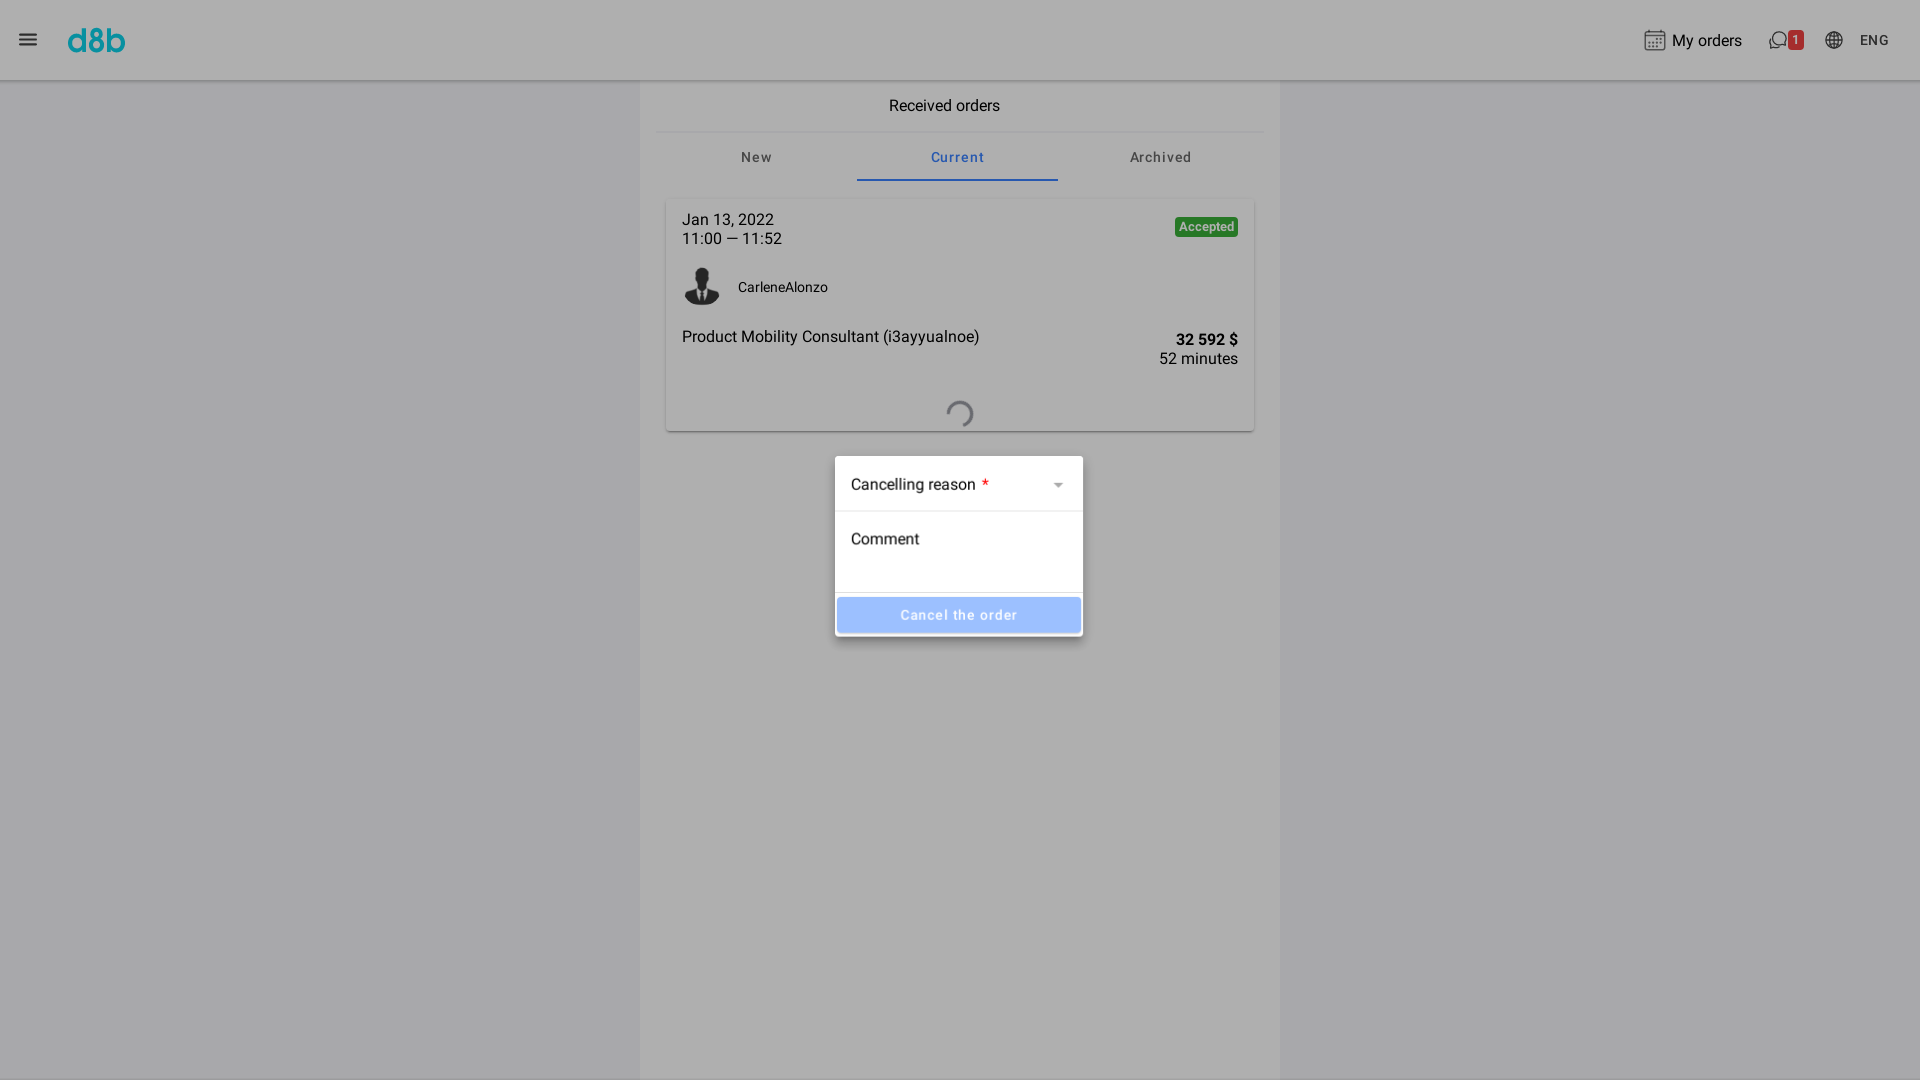 d8b
My orders
1
ENG
Received orders
New
Current
Archived
Jan 13, 2022
11:00 — 11:52
Accepted
CarleneAlonzo
Product Mobility Consultant (i3ayyualnoe)
32 592 $
52 minutes
Cancelling reason *
Comment
Cancel the order